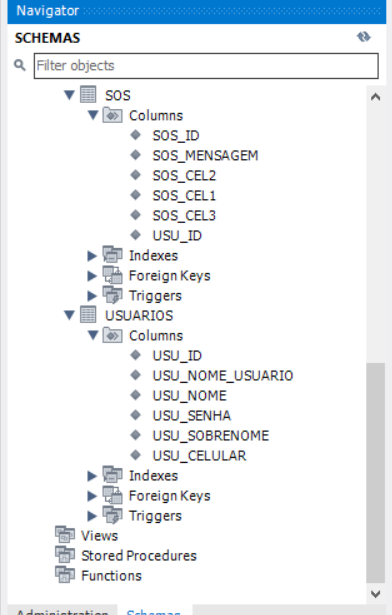 Navigator
SCHEMAS
Filter objects
SOS
Columns
SOS_ID
SOS_MENSAGEM
SOS_CEL2
SOS_CEL1
SOS_CEL3
USU_ID
Indexes
Foreign Keys
Triggers
USUARIOS
Columns
USU_ID
USU_NOME_USUARIO
USU_NOME
USU_SENHA
USU_SOBRENOME
USU_CELULAR
Indexes
Foreign Keys
Triggers
Views
Stored Procedures
Functions
Administration Schemas